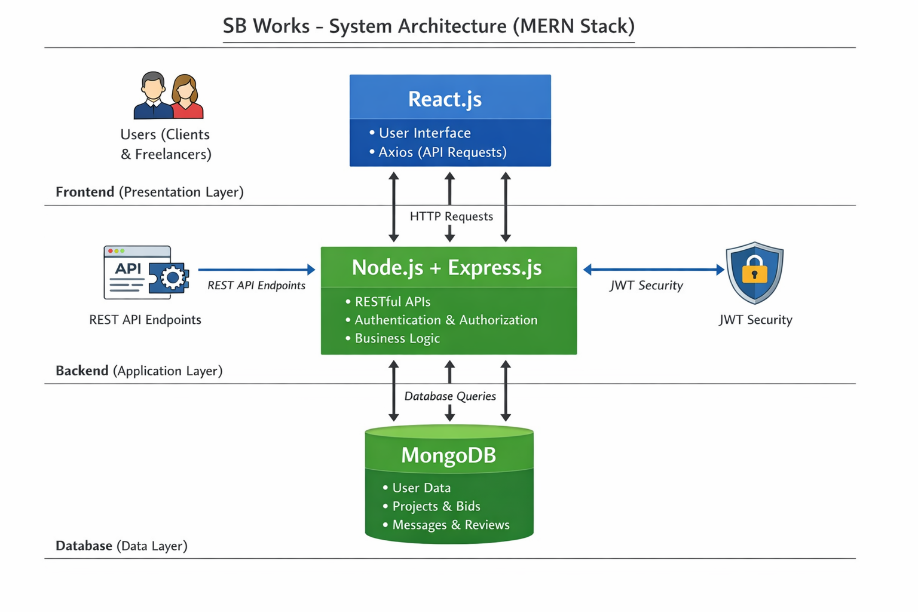 SB Works - System Architecture (MERN Stack)
React.js
• User Interface
• Axios (API Requests)
Users (Clients
& Freelancers)
Frontend (Presentation Layer)
HTTP Requests
API
REST API Endpoints
REST API Endpoints
Node.js + Express.js
• RESTful APIs
• Authentication & Authorization
• Business Logic
JWT Security
JWT Security
Backend (Application Layer)
Database Queries
MongoDB
• User Data
• Projects & Bids
• Messages & Reviews
Database (Data Layer)